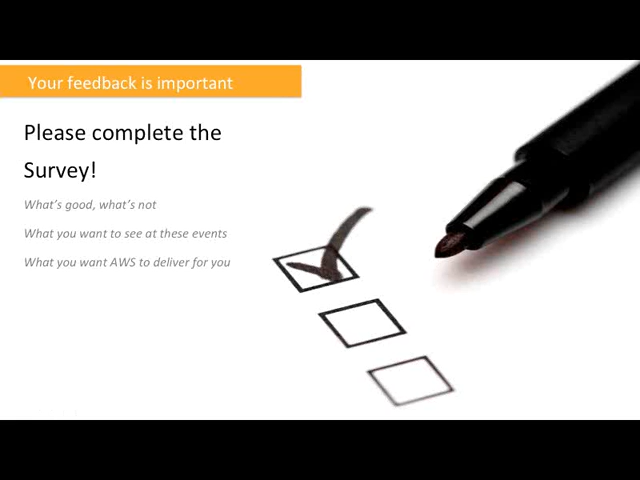 Your feedback is important
Please complete the
Survey!
What's good, what's not
What you want to see at these events
What you want AWS to deliver for you